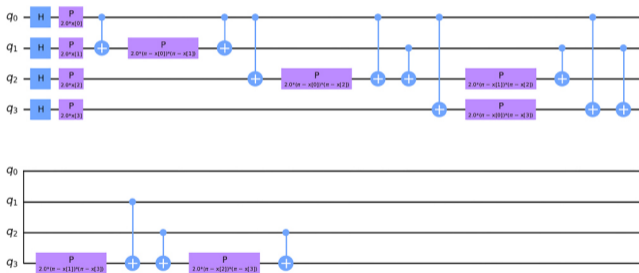 q₀ H P 2.0*x[0]
q₁ H P 2.0*x[1] P 2.0*(π − x[0])*(π − x[1])
q₂ H P 2.0*x[2] P 2.0*(π − x[0])*(π − x[2]) P 2.0*(π − x[1])*(π − x[2])
q₃ H P 2.0*x[3] P 2.0*(π − x[0])*(π − x[3])
q₀
q₁
q₂
q₃ P 2.0*(π − x[1])*(π − x[3]) P 2.0*(π − x[2])*(π − x[3])